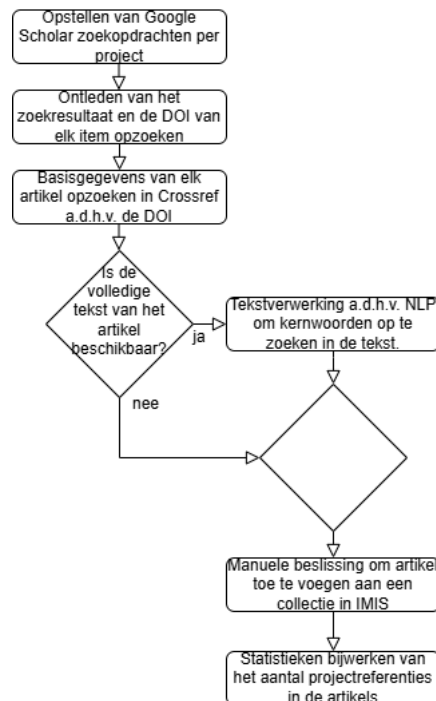 Opstellen van Google
Scholar zoekopdrachten per
project
Ontleden van het
zoekresultaat en de DOI van
elk item opzoeken
Basisgegevens van elk
artikel opzoeken in Crossref
a.d.h.v. de DOI
Is de
volledige
tekst van het
artikel
beschikbaar?
ja
nee
Tekstverwerking a.d.h.v. NLP
om kernwoorden op te
zoeken in de tekst.
Manuele beslissing om artikel
toe te voegen aan een
collectie in IMIS
Statistieken bijwerken van
het aantal projectreferenties
in de artikels